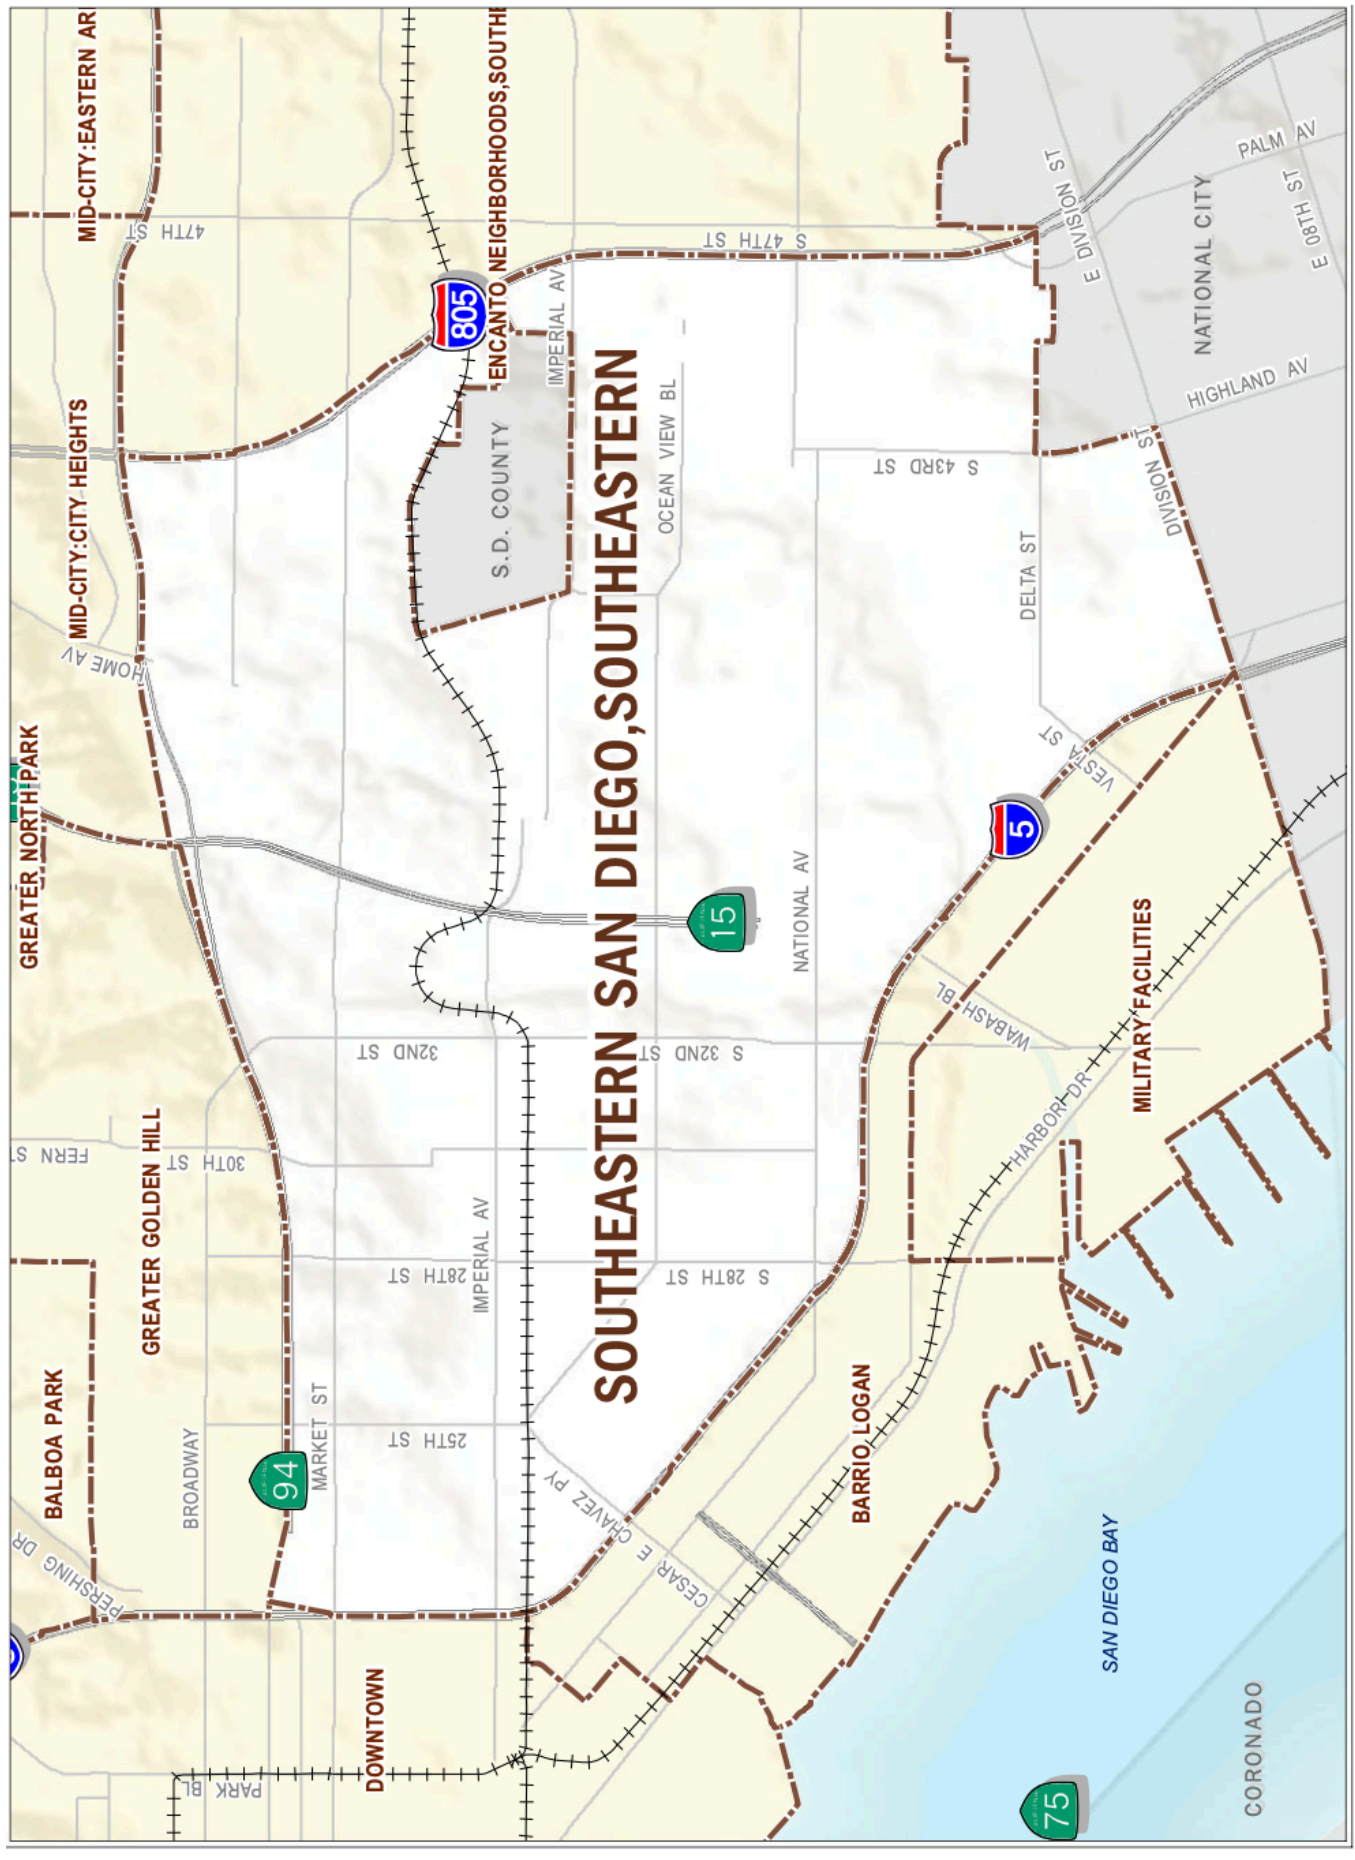 MID-CITY:EASTERN AR
ENCANTO NEIGHBORHOODS,SOUTHE
47TH ST
S 47TH ST
E DIVISION ST
PALM AV
E 08TH ST
NATIONAL CITY
HIGHLAND AV
805
IMPERIAL AV
MID-CITY:CITY HEIGHTS
S.D. COUNTY
OCEAN VIEW BL
S 43RD ST
DIVISION ST
DELTA ST
HOME AV
SOUTHEASTERN SAN DIEGO,SOUTHEASTERN
VESTA ST
GREATER NORTH PARK
5
15
NATIONAL AV
MILITARY FACILITIES
WABASH BL
32ND ST
S 32ND ST
HARBOR DR
FERN ST
30TH ST
GREATER GOLDEN HILL
IMPERIAL AV
28TH ST
S 28TH ST
BALBOA PARK
BROADWAY
94
MARKET ST
25TH ST
BARRIO LOGAN
CESAR E CHAVEZ PY
PERSHING DR
SAN DIEGO BAY
DOWNTOWN
PARK BL
75
CORONADO